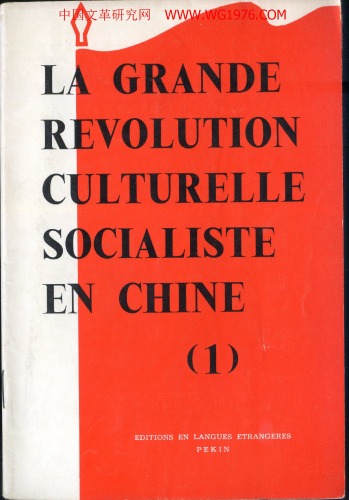 中国文革研究网 www.WG1976.com
LA GRANDE
REVOLUTION
CULTURELLE
SOCIALISTE
EN CHINE
(1)
EDITIONS EN LANGUES ETRANGERES
PEKIN